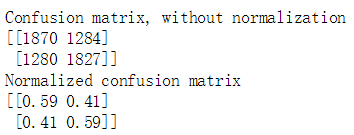 Confusion matrix, without normalization
[[1870 1284]
 [1280 1827]]
Normalized confusion matrix
[[0.59 0.41]
 [0.41 0.59]]